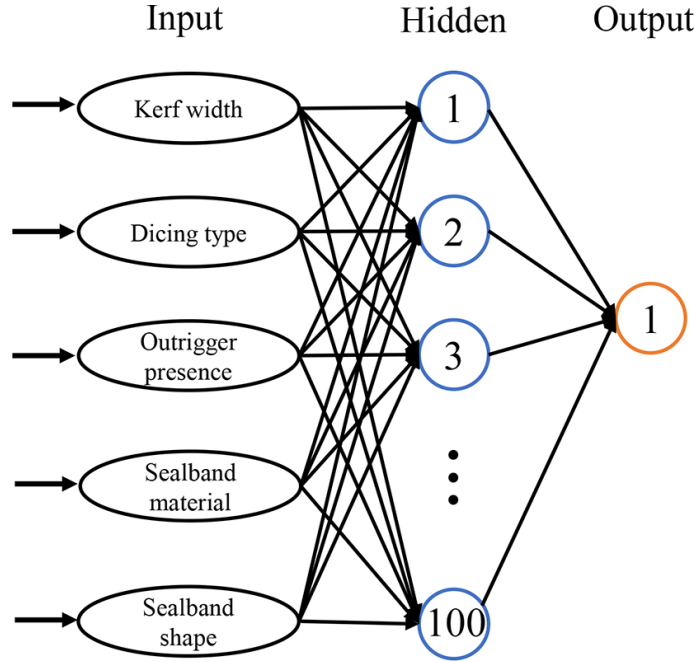 Input
Hidden
Output
Kerf width
1
Dicing type
2
Outrigger
presence
3
1
Sealband
material
Sealband
shape
100